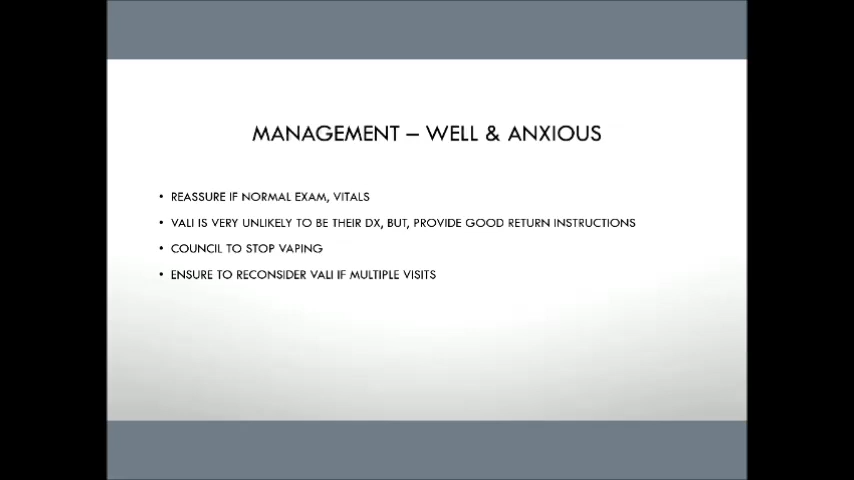 MANAGEMENT – WELL & ANXIOUS
• REASSURE IF NORMAL EXAM, VITALS
• VALI IS VERY UNLIKELY TO BE THEIR DX, BUT, PROVIDE GOOD RETURN INSTRUCTIONS
• COUNCIL TO STOP VAPING
• ENSURE TO RECONSIDER VALI IF MULTIPLE VISITS